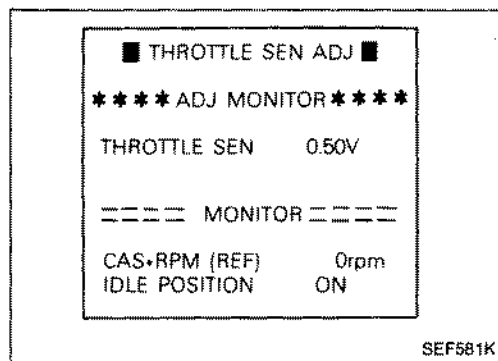 ■ THROTTLE SEN ADJ ■
****ADJ MONITOR****
THROTTLE SEN 0.50V
==== MONITOR ====
CAS•RPM (REF) 0rpm
IDLE POSITION ON
SEF581K